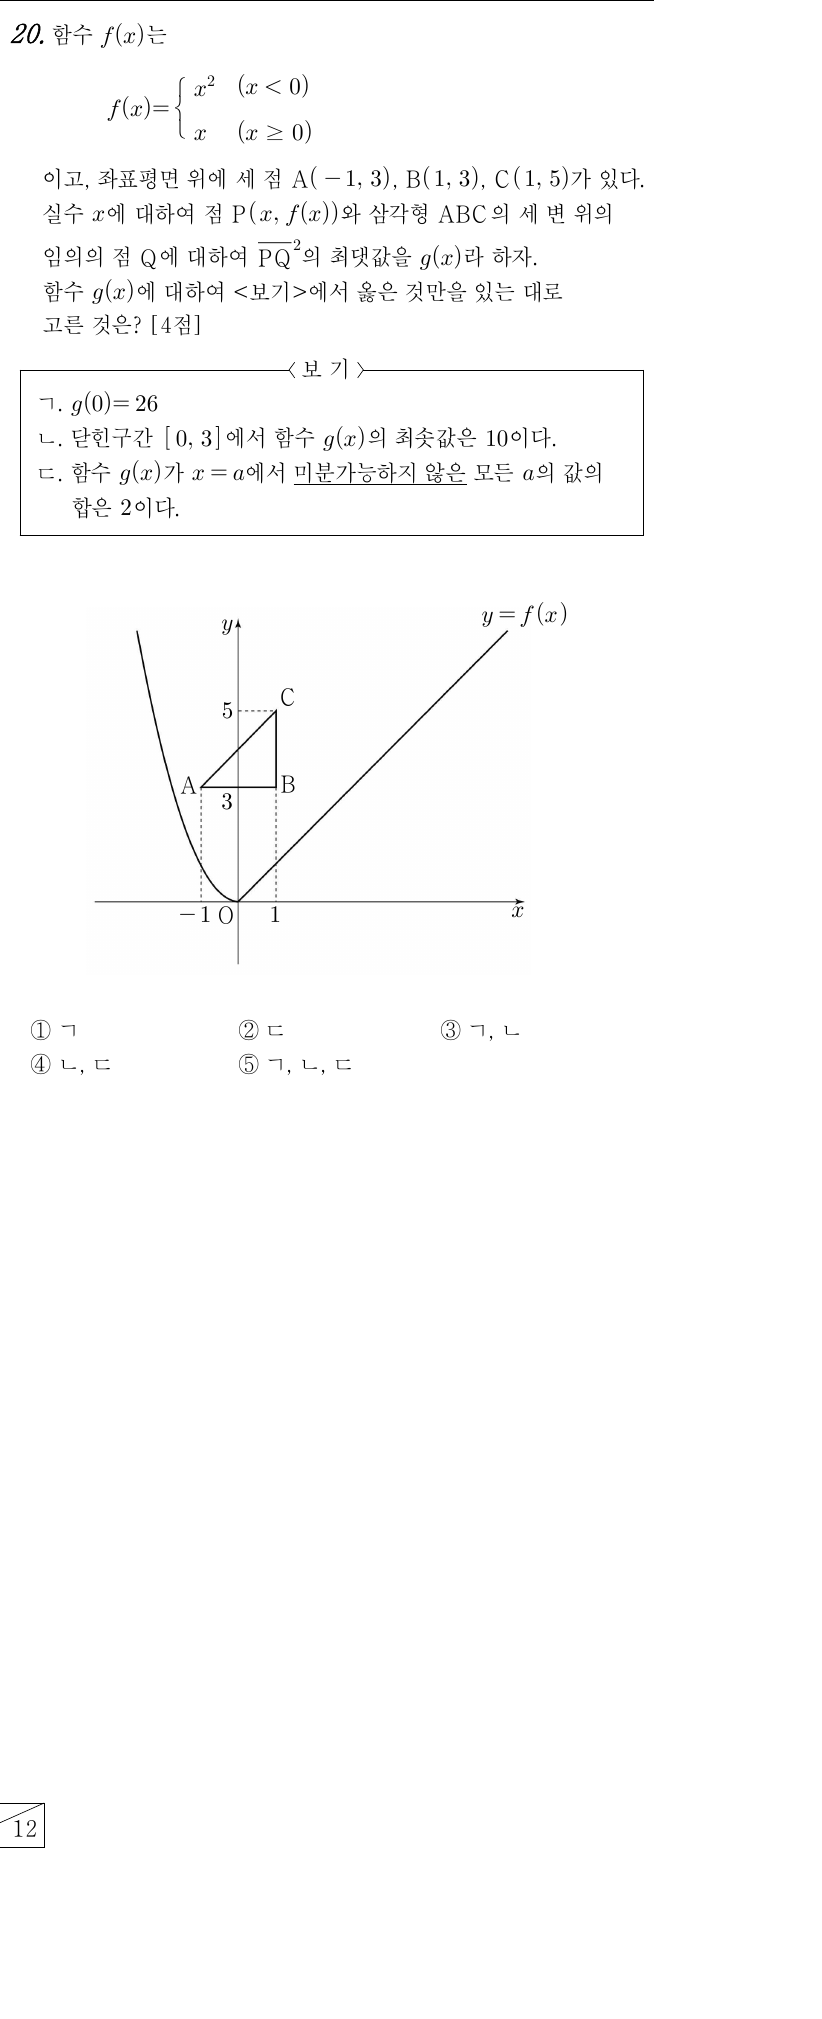 20. 함수 f(x)는
f(x)= { x² (x < 0)
x (x ≥ 0)
이고, 좌표평면 위에 세 점 A(−1, 3), B(1, 3), C(1, 5)가 있다.
실수 x에 대하여 점 P(x, f(x))와 삼각형 ABC의 세 변 위의
임의의 점 Q에 대하여 P̅Q̅²의 최댓값을 g(x)라 하자.
함수 g(x)에 대하여 <보기>에서 옳은 것만을 있는 대로
고른 것은? [4점]
〈보 기〉
ㄱ. g(0)=26
ㄴ. 닫힌구간 [0, 3]에서 함수 g(x)의 최솟값은 10이다.
ㄷ. 함수 g(x)가 x=a에서 미분가능하지 않은 모든 a의 값의
합은 2이다.
y
y=f(x)
C
5
A
B
3
−1
O
1
x
① ㄱ ② ㄷ ③ ㄱ, ㄴ
④ ㄴ, ㄷ ⑤ ㄱ, ㄴ, ㄷ
12